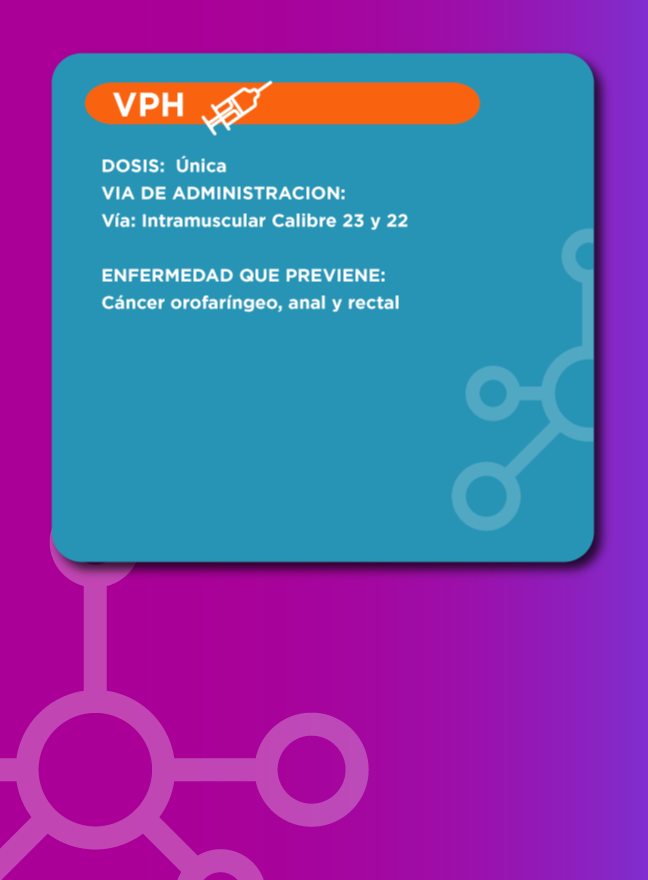 VPH
DOSIS: Única
VIA DE ADMINISTRACION:
Vía: Intramuscular Calibre 23 y 22
ENFERMEDAD QUE PREVIENE:
Cáncer orofaríngeo, anal y rectal